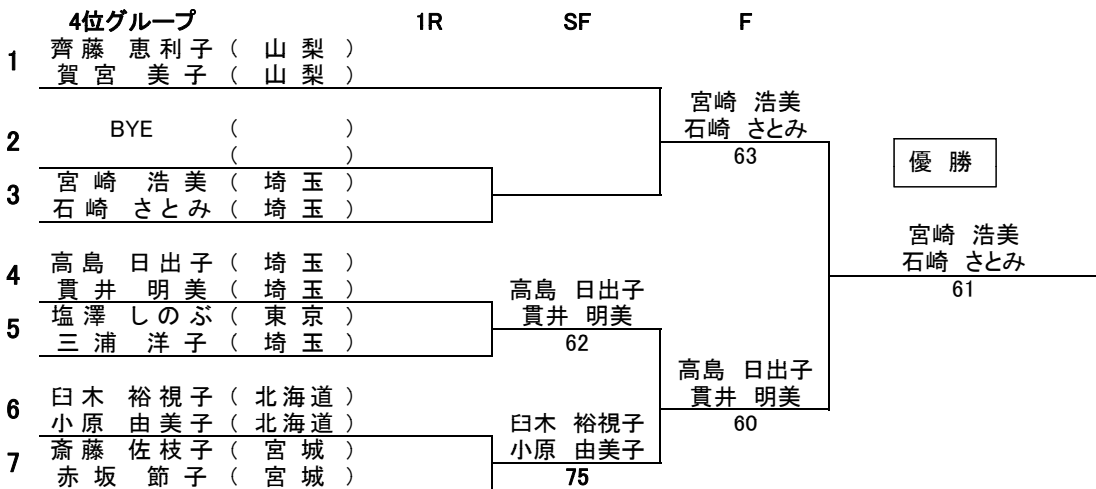 4位グループ 1R SF F
1 齊藤 恵利子 ( 山 梨 )
賀宮 美子 ( 山 梨 )
宮崎 浩美
石崎 さとみ
63
2 BYE ( )
( )
優 勝
3 宮崎 浩美 ( 埼 玉 )
石崎 さとみ ( 埼 玉 )
宮崎 浩美
石崎 さとみ
61
4 高島 日出子 ( 埼 玉 )
貫井 明美 ( 埼 玉 )
高島 日出子
貫井 明美
62
5 塩澤 しのぶ ( 東 京 )
三浦 洋子 ( 埼 玉 )
高島 日出子
貫井 明美
60
6 臼木 裕視子 ( 北海道 )
小原 由美子 ( 北海道 )
臼木 裕視子
小原 由美子
75
7 斎藤 佐枝子 ( 宮 城 )
赤坂 節子 ( 宮 城 )